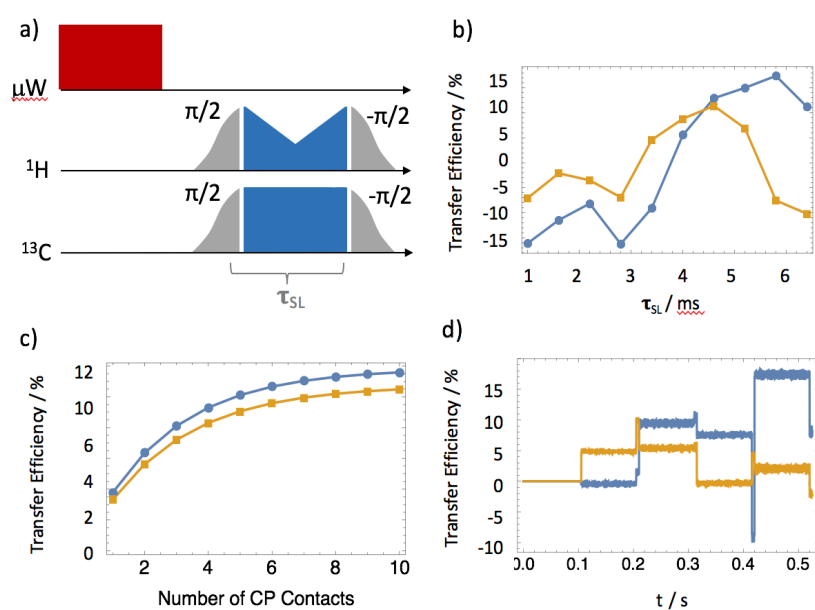 a)
μW
π/2
-π/2
¹H
π/2
-π/2
¹³C
τSL
b)
Transfer Efficiency / %
15
10
5
0
-5
-10
-15
1 2 3 4 5 6
τSL / ms
c)
Transfer Efficiency / %
12
10
6
4
2
0
2 4 6 8 10
Number of CP Contacts
d)
Transfer Efficiency / %
15
10
5
0
-5
-10
0.0 0.1 0.2 0.3 0.4 0.5
t / s